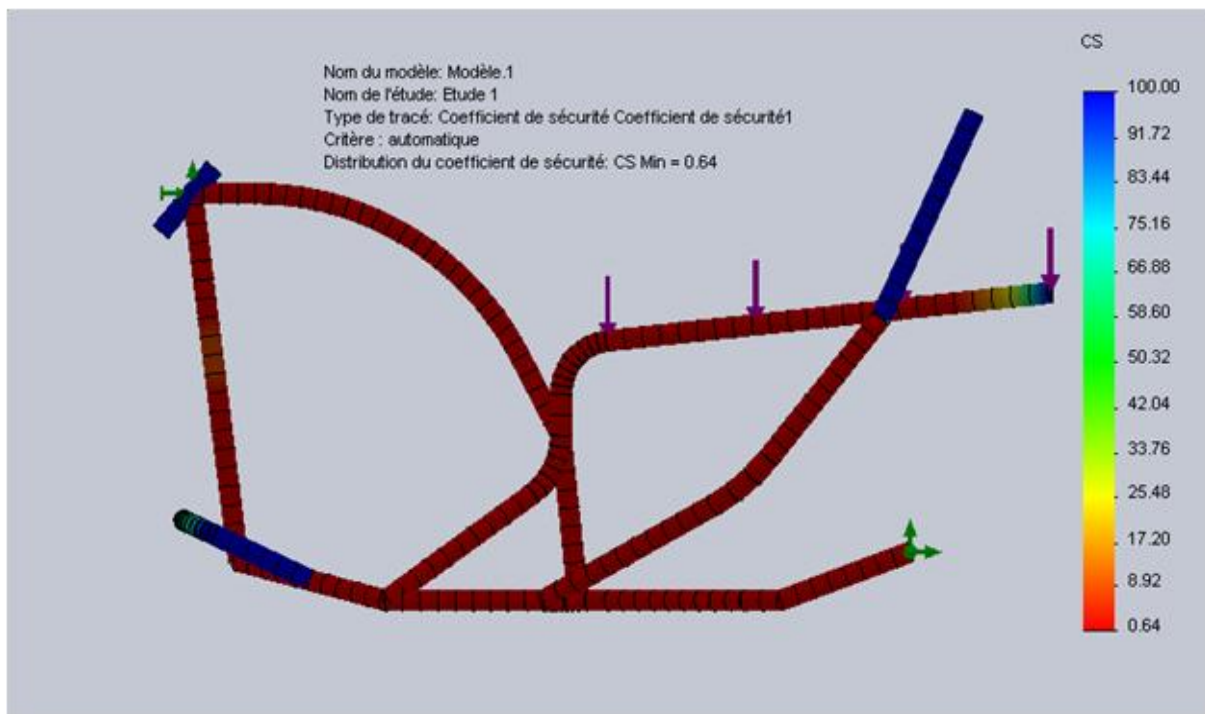 Nom du modèle: Modèle.1
Nom de l'étude: Etude 1
Type de tracé: Coefficient de sécurité Coefficient de sécurité1
Critère : automatique
Distribution du coefficient de sécurité: CS Min = 0.64
CS
100.00
91.72
83.44
75.16
66.88
58.60
50.32
42.04
33.76
25.48
17.20
8.92
0.64